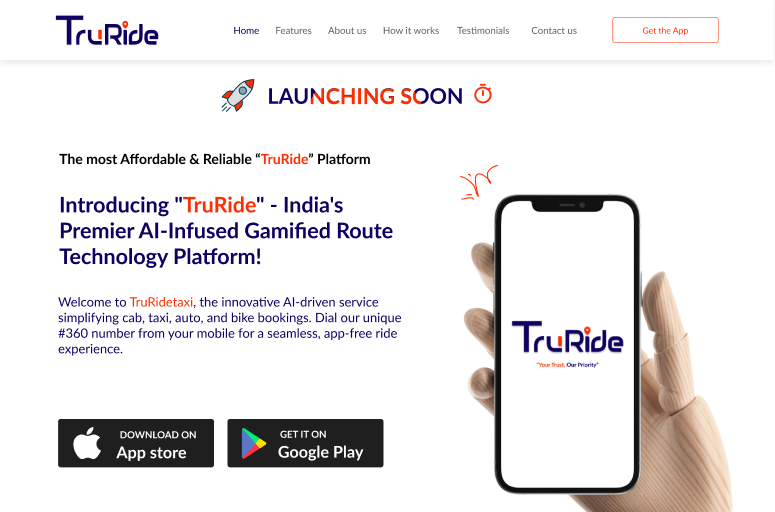 TruRide
Home Features About us How it works Testimonials Contact us Get the App
LAUNCHING SOON
The most Affordable & Reliable “TruRide” Platform
Introducing "TruRide" - India's
Premier AI-Infused Gamified Route
Technology Platform!
Welcome to TruRidetaxi, the innovative AI-driven service
simplifying cab, taxi, auto, and bike bookings. Dial our unique
#360 number from your mobile for a seamless, app-free ride
experience.
DOWNLOAD ON
App store
GET IT ON
Google Play
TruRide
"Your Trust, Our Priority"